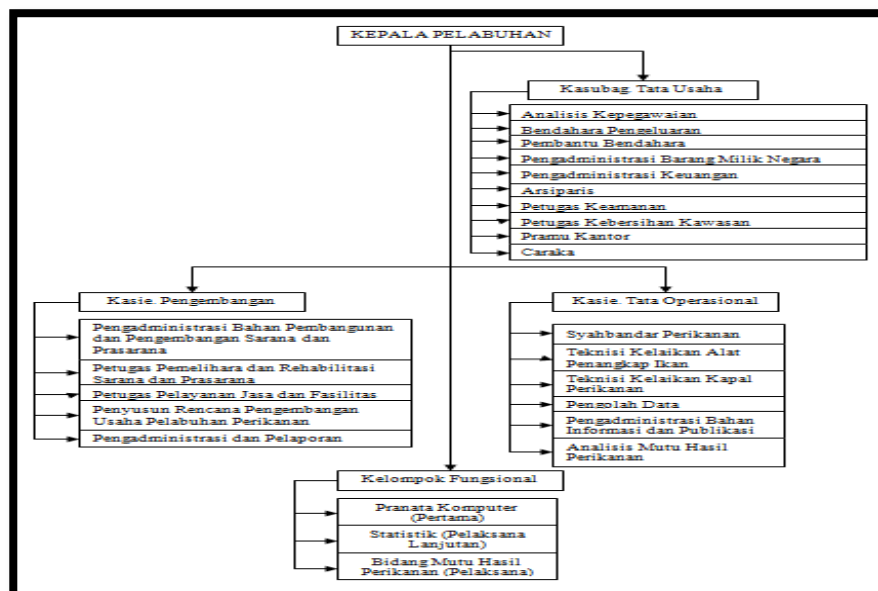 KEPALA PELABUHAN
Kasubag. Tata Usaha
Analisis Kepegawaian
Bendahara Pengeluaran
Pembantu Bendahara
Pengadministrasi Barang Milik Negara
Pengadministrasi Keuangan
Arsiparis
Petugas Keamanan
Petugas Kebersihan Kawasan
Pramu Kantor
Caraka
Kasie. Pengembangan
Pengadministrasi Bahan Pembangunan
dan Pengembangan Sarana dan
Prasarana
Petugas Pemelihara dan Rehabilitasi
Sarana dan Prasarana
Petugas Pelayanan Jasa dan Fasilitas
Penyusun Rencana Pengembangan
Usaha Pelabuhan Perikanan
Pengadministrasi dan Pelaporan
Kasie. Tata Operasional
Syahbandar Perikanan
Teknisi Kelaikan Alat
Penangkap Ikan
Teknisi Kelaikan Kapal
Perikanan
Pengolah Data
Pengadministrasi Bahan
Informasi dan Publikasi
Analisis Mutu Hasil
Perikanan
Kelompok Fungsional
Pranata Komputer
(Pertama)
Statistik (Pelaksana
Lanjutan)
Bidang Mutu Hasil
Perikanan (Pelaksana)